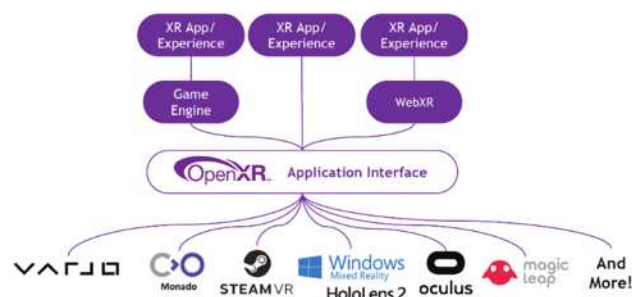 XR App/
Experience
XR App/
Experience
XR App/
Experience
Game
Engine
WebXR
OpenXR™ Application Interface
VARJO
Monado
STEAMVR
Windows
Mixed Reality
HoloLens 2
oculus
magic
leap
And
More!